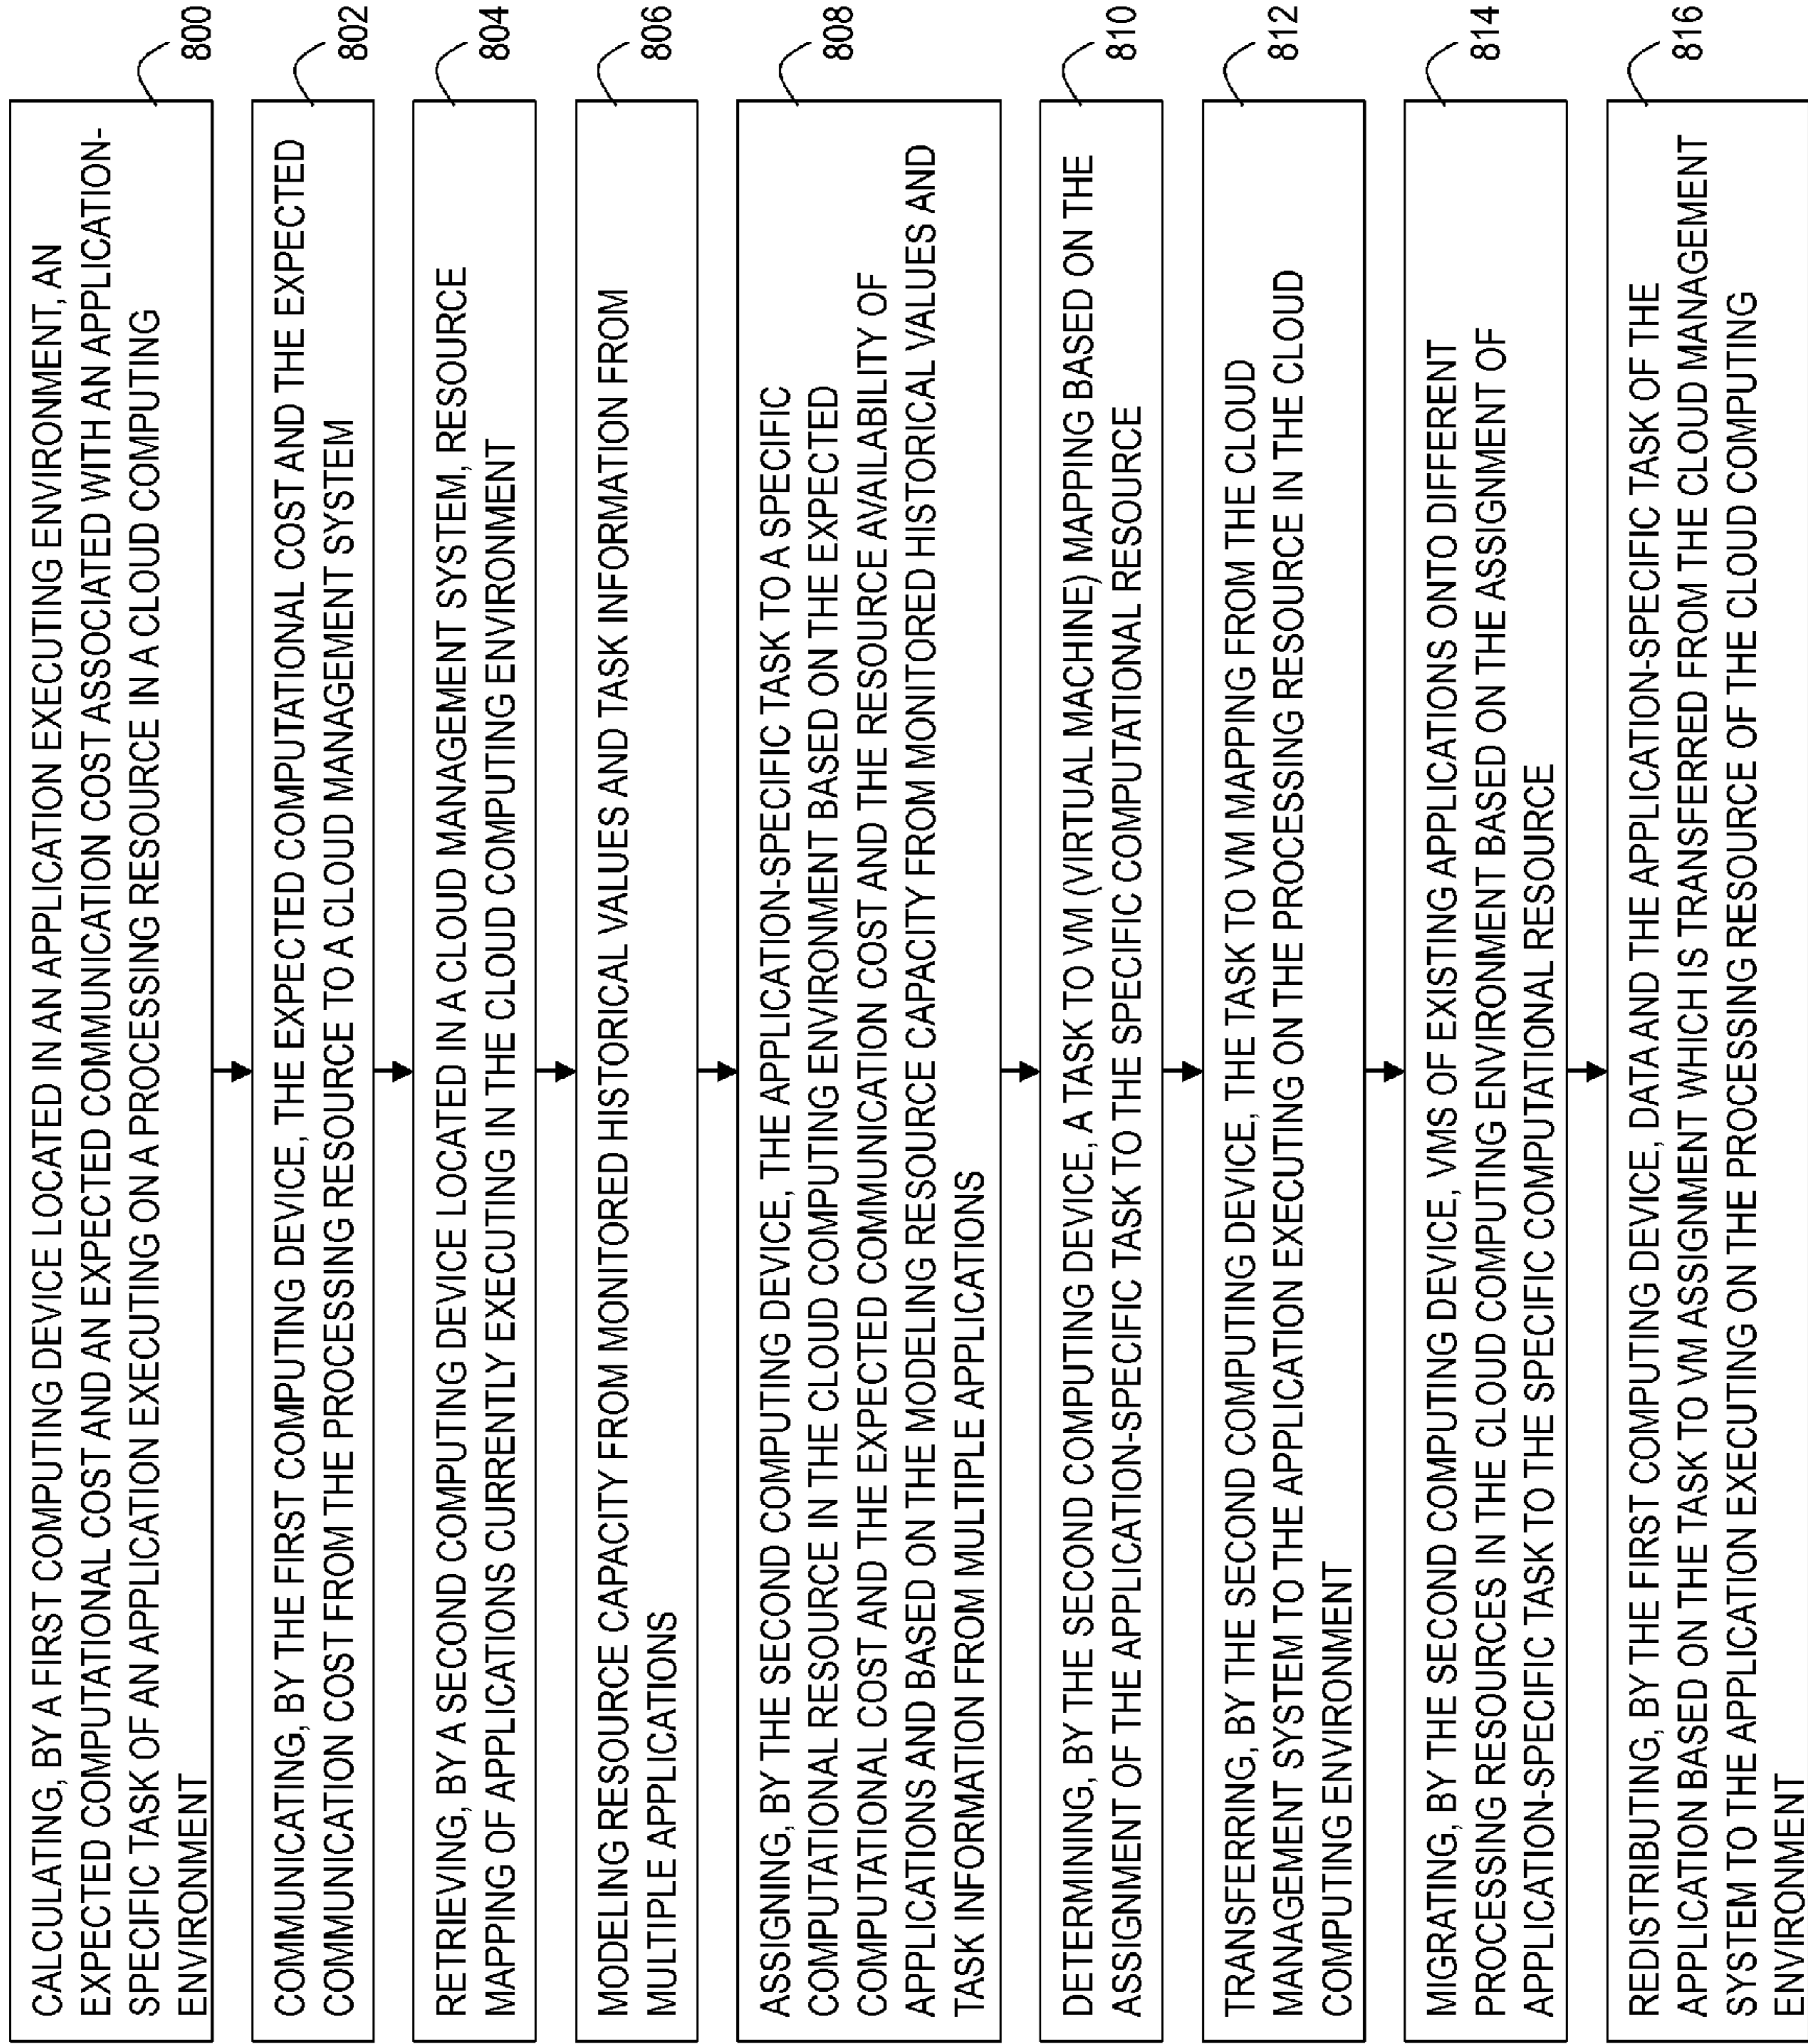 CALCULATING, BY A FIRST COMPUTING DEVICE LOCATED IN AN APPLICATION EXECUTING ENVIRONMENT, AN
EXPECTED COMPUTATIONAL COST AND AN EXPECTED COMMUNICATION COST ASSOCIATED WITH AN APPLICATION-
SPECIFIC TASK OF AN APPLICATION EXECUTING ON A PROCESSING RESOURCE IN A CLOUD COMPUTING
ENVIRONMENT
800
COMMUNICATING, BY THE FIRST COMPUTING DEVICE, THE EXPECTED COMPUTATIONAL COST AND THE EXPECTED
COMMUNICATION COST FROM THE PROCESSING RESOURCE TO A CLOUD MANAGEMENT SYSTEM
802
RETRIEVING, BY A SECOND COMPUTING DEVICE LOCATED IN A CLOUD MANAGEMENT SYSTEM, RESOURCE
MAPPING OF APPLICATIONS CURRENTLY EXECUTING IN THE CLOUD COMPUTING ENVIRONMENT
804
MODELING RESOURCE CAPACITY FROM MONITORED HISTORICAL VALUES AND TASK INFORMATION FROM
MULTIPLE APPLICATIONS
806
ASSIGNING, BY THE SECOND COMPUTING DEVICE, THE APPLICATION-SPECIFIC TASK TO A SPECIFIC
COMPUTATIONAL RESOURCE IN THE CLOUD COMPUTING ENVIRONMENT BASED ON THE EXPECTED
COMPUTATIONAL COST AND THE EXPECTED COMMUNICATION COST AND THE RESOURCE AVAILABILITY OF
APPLICATIONS AND BASED ON THE MODELING RESOURCE CAPACITY FROM MONITORED HISTORICAL VALUES AND
TASK INFORMATION FROM MULTIPLE APPLICATIONS
808
DETERMINING, BY THE SECOND COMPUTING DEVICE, A TASK TO VM (VIRTUAL MACHINE) MAPPING BASED ON THE
ASSIGNMENT OF THE APPLICATION-SPECIFIC TASK TO THE SPECIFIC COMPUTATIONAL RESOURCE
810
TRANSFERRING, BY THE SECOND COMPUTING DEVICE, THE TASK TO VM MAPPING FROM THE CLOUD
MANAGEMENT SYSTEM TO THE APPLICATION EXECUTING ON THE PROCESSING RESOURCE IN THE CLOUD
COMPUTING ENVIRONMENT
812
MIGRATING, BY THE SECOND COMPUTING DEVICE, VMS OF EXISTING APPLICATIONS ONTO DIFFERENT
PROCESSING RESOURCES IN THE CLOUD COMPUTING ENVIRONMENT BASED ON THE ASSIGNMENT OF
APPLICATION-SPECIFIC TASK TO THE SPECIFIC COMPUTATIONAL RESOURCE
814
REDISTRIBUTING, BY THE FIRST COMPUTING DEVICE, DATA AND THE APPLICATION-SPECIFIC TASK OF THE
APPLICATION BASED ON THE TASK TO VM ASSIGNMENT WHICH IS TRANSFERRED FROM THE CLOUD MANAGEMENT
SYSTEM TO THE APPLICATION EXECUTING ON THE PROCESSING RESOURCE OF THE CLOUD COMPUTING
ENVIRONMENT
816